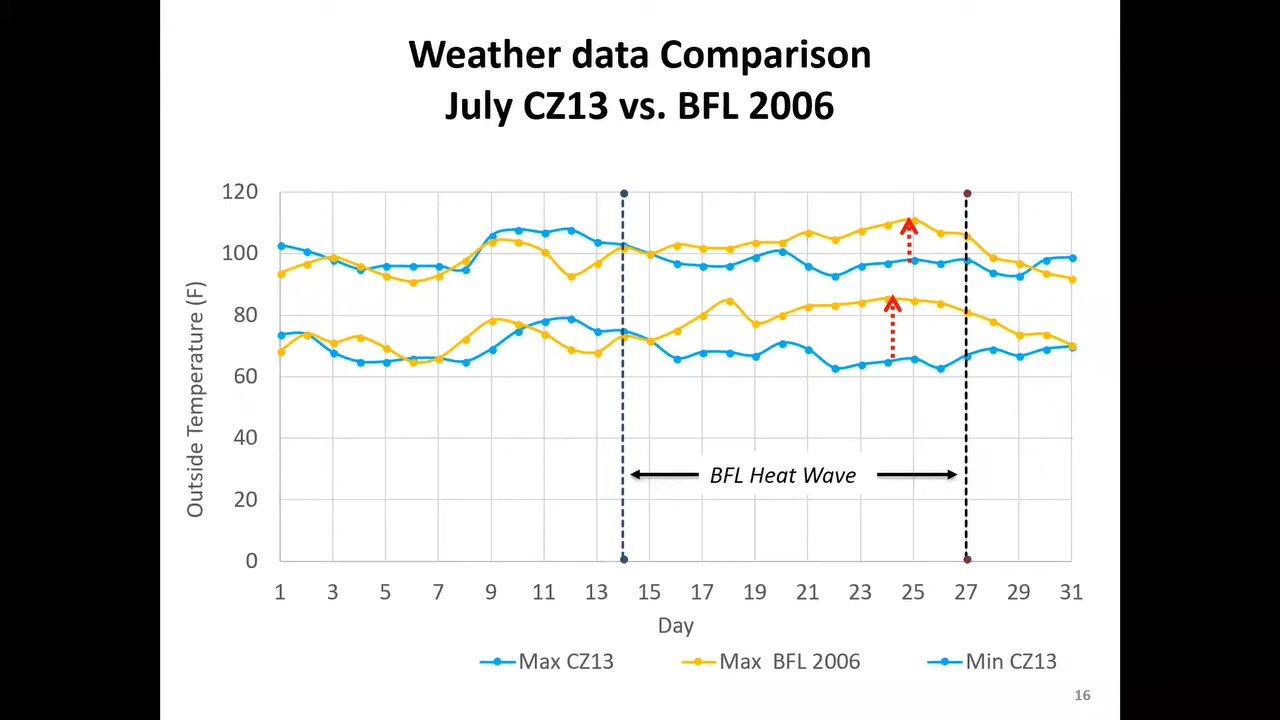 Weather data Comparison
July CZ13 vs. BFL 2006
120
100
80
60
40
20
0
Outside Temperature (F)
BFL Heat Wave
1 3 5 7 9 11 13 15 17 19 21 23 25 27 29 31
Day
Max CZ13 Max BFL 2006 Min CZ13
16